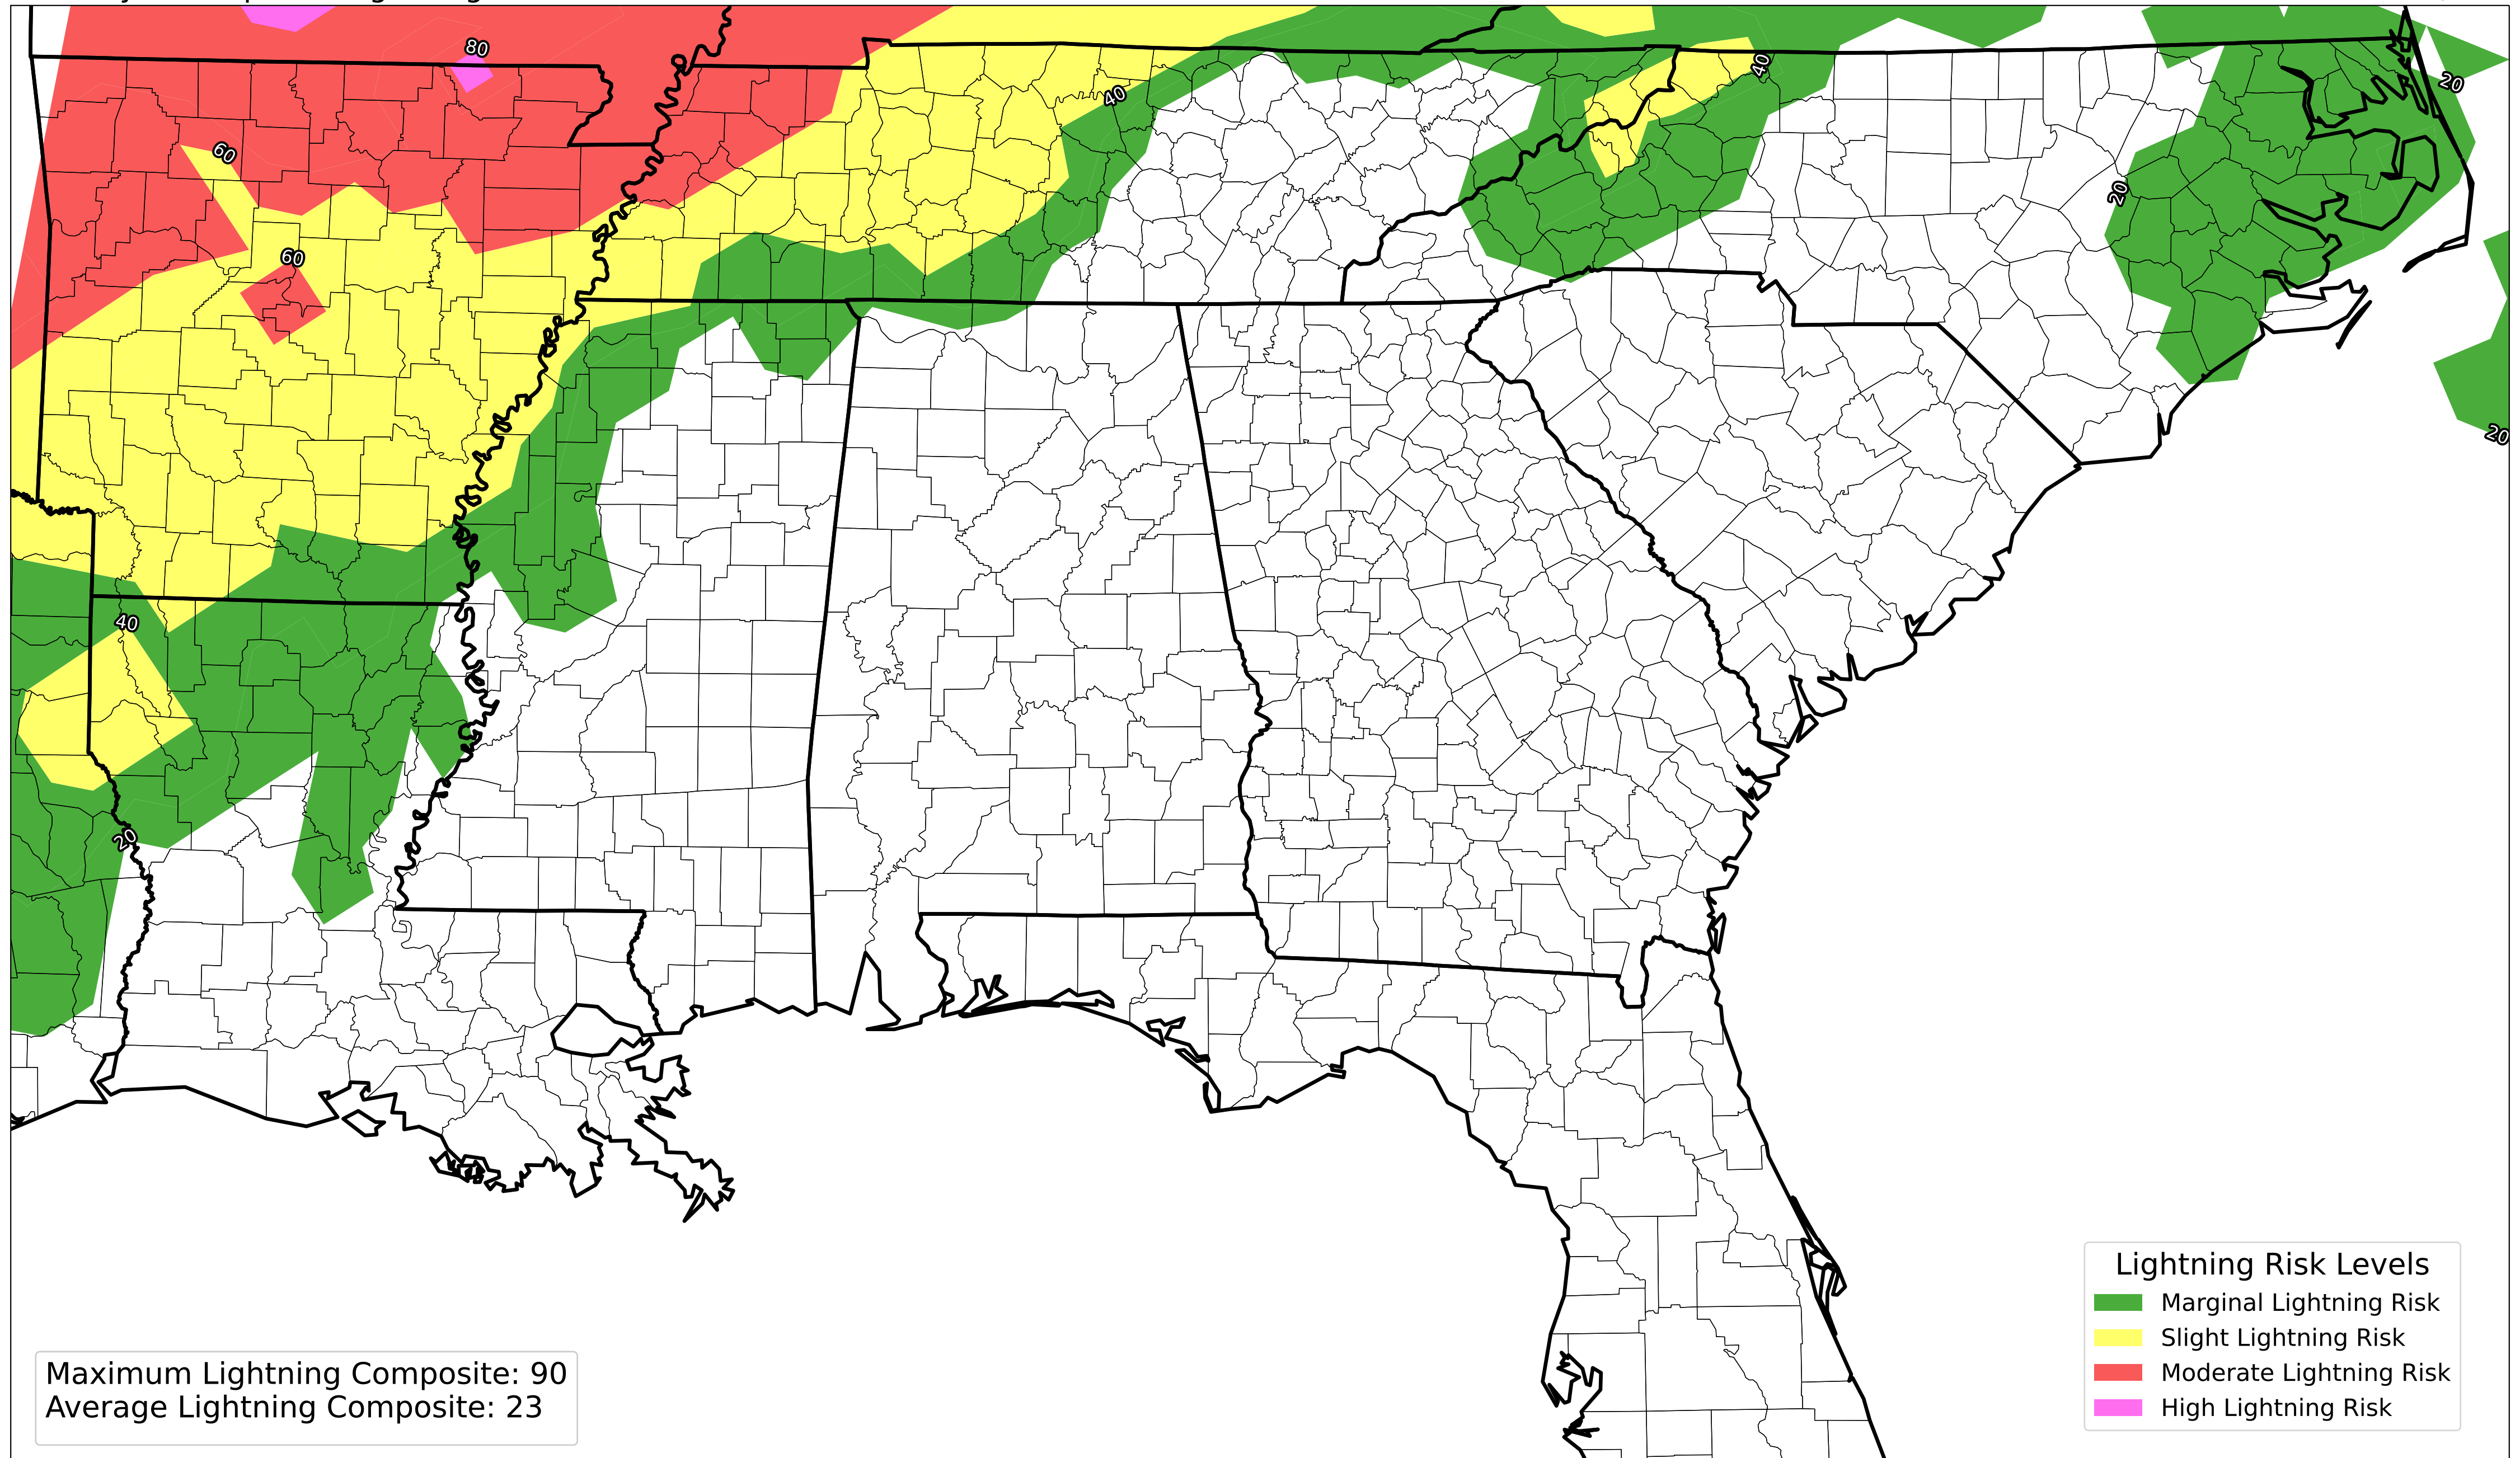 80
40
40
20
60
20
60
20
40
20
Maximum Lightning Composite: 90
Average Lightning Composite: 23
Lightning Risk Levels
Marginal Lightning Risk
Slight Lightning Risk
Moderate Lightning Risk
High Lightning Risk